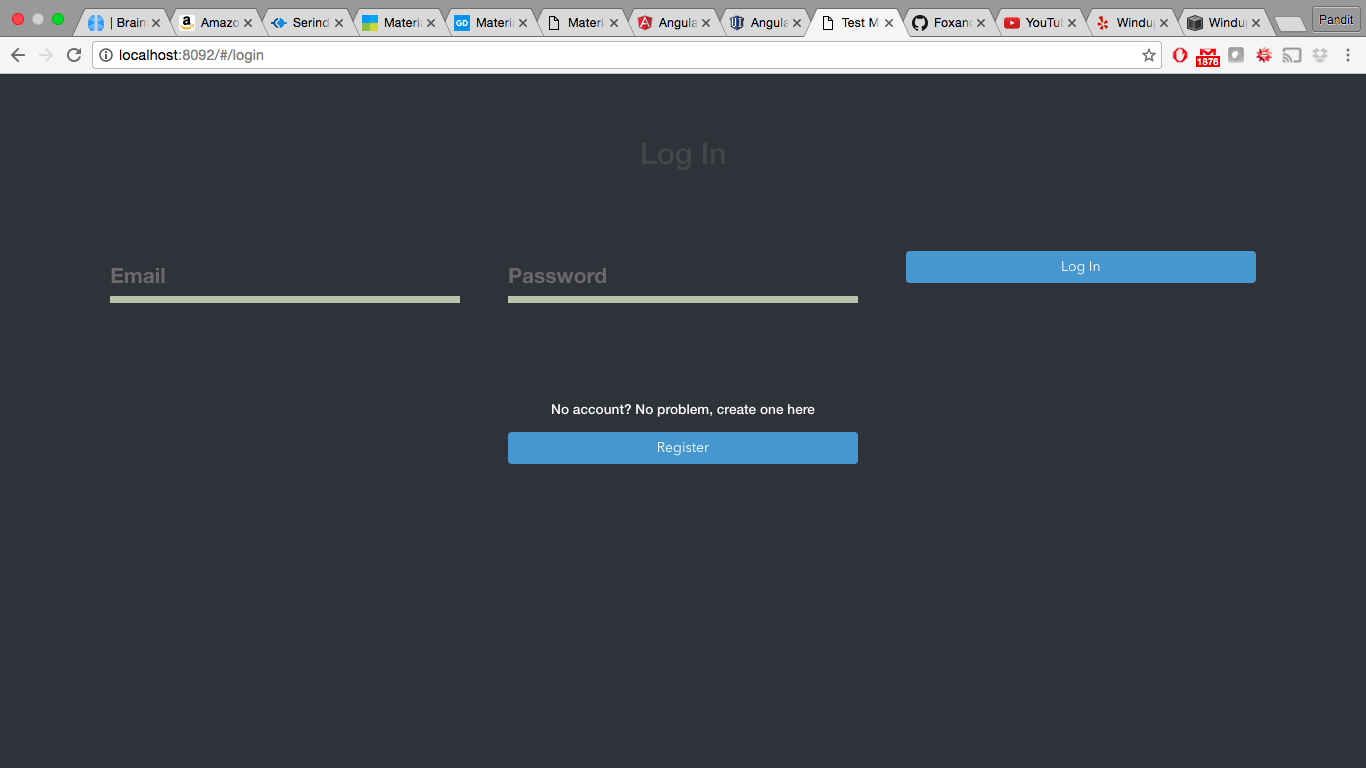 | Brain
Amazo
Serind
Materi
Materi
Materi
Angula
Angula
Test M
Foxan
YouTu
Windu
Windu
Pandit
localhost:8092/#/login
1876
Log In
Email
Password
Log In
No account? No problem, create one here
Register